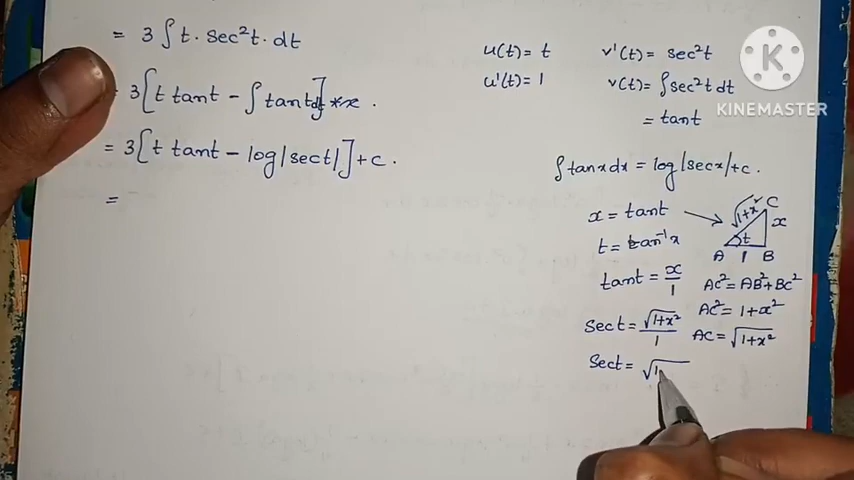 = 3 ∫ t · sec²t · dt
3 [ t tant − ∫ tant dt ]
= 3 [ t tant − log|sect| ] + c.
=
u(t) = t
u'(t) = 1
v'(t) = sec²t
v(t) = ∫ sec²t dt
= tant
∫ tanx dx = log|secx| + c.
x = tant
t = tan⁻¹x
tant = x/1
sect = √1+x² / 1
sect = √1
√1+x² C
x
t
A 1 B
AC² = AB² + BC²
AC² = 1 + x²
AC = √1+x²
K
KINEMASTER